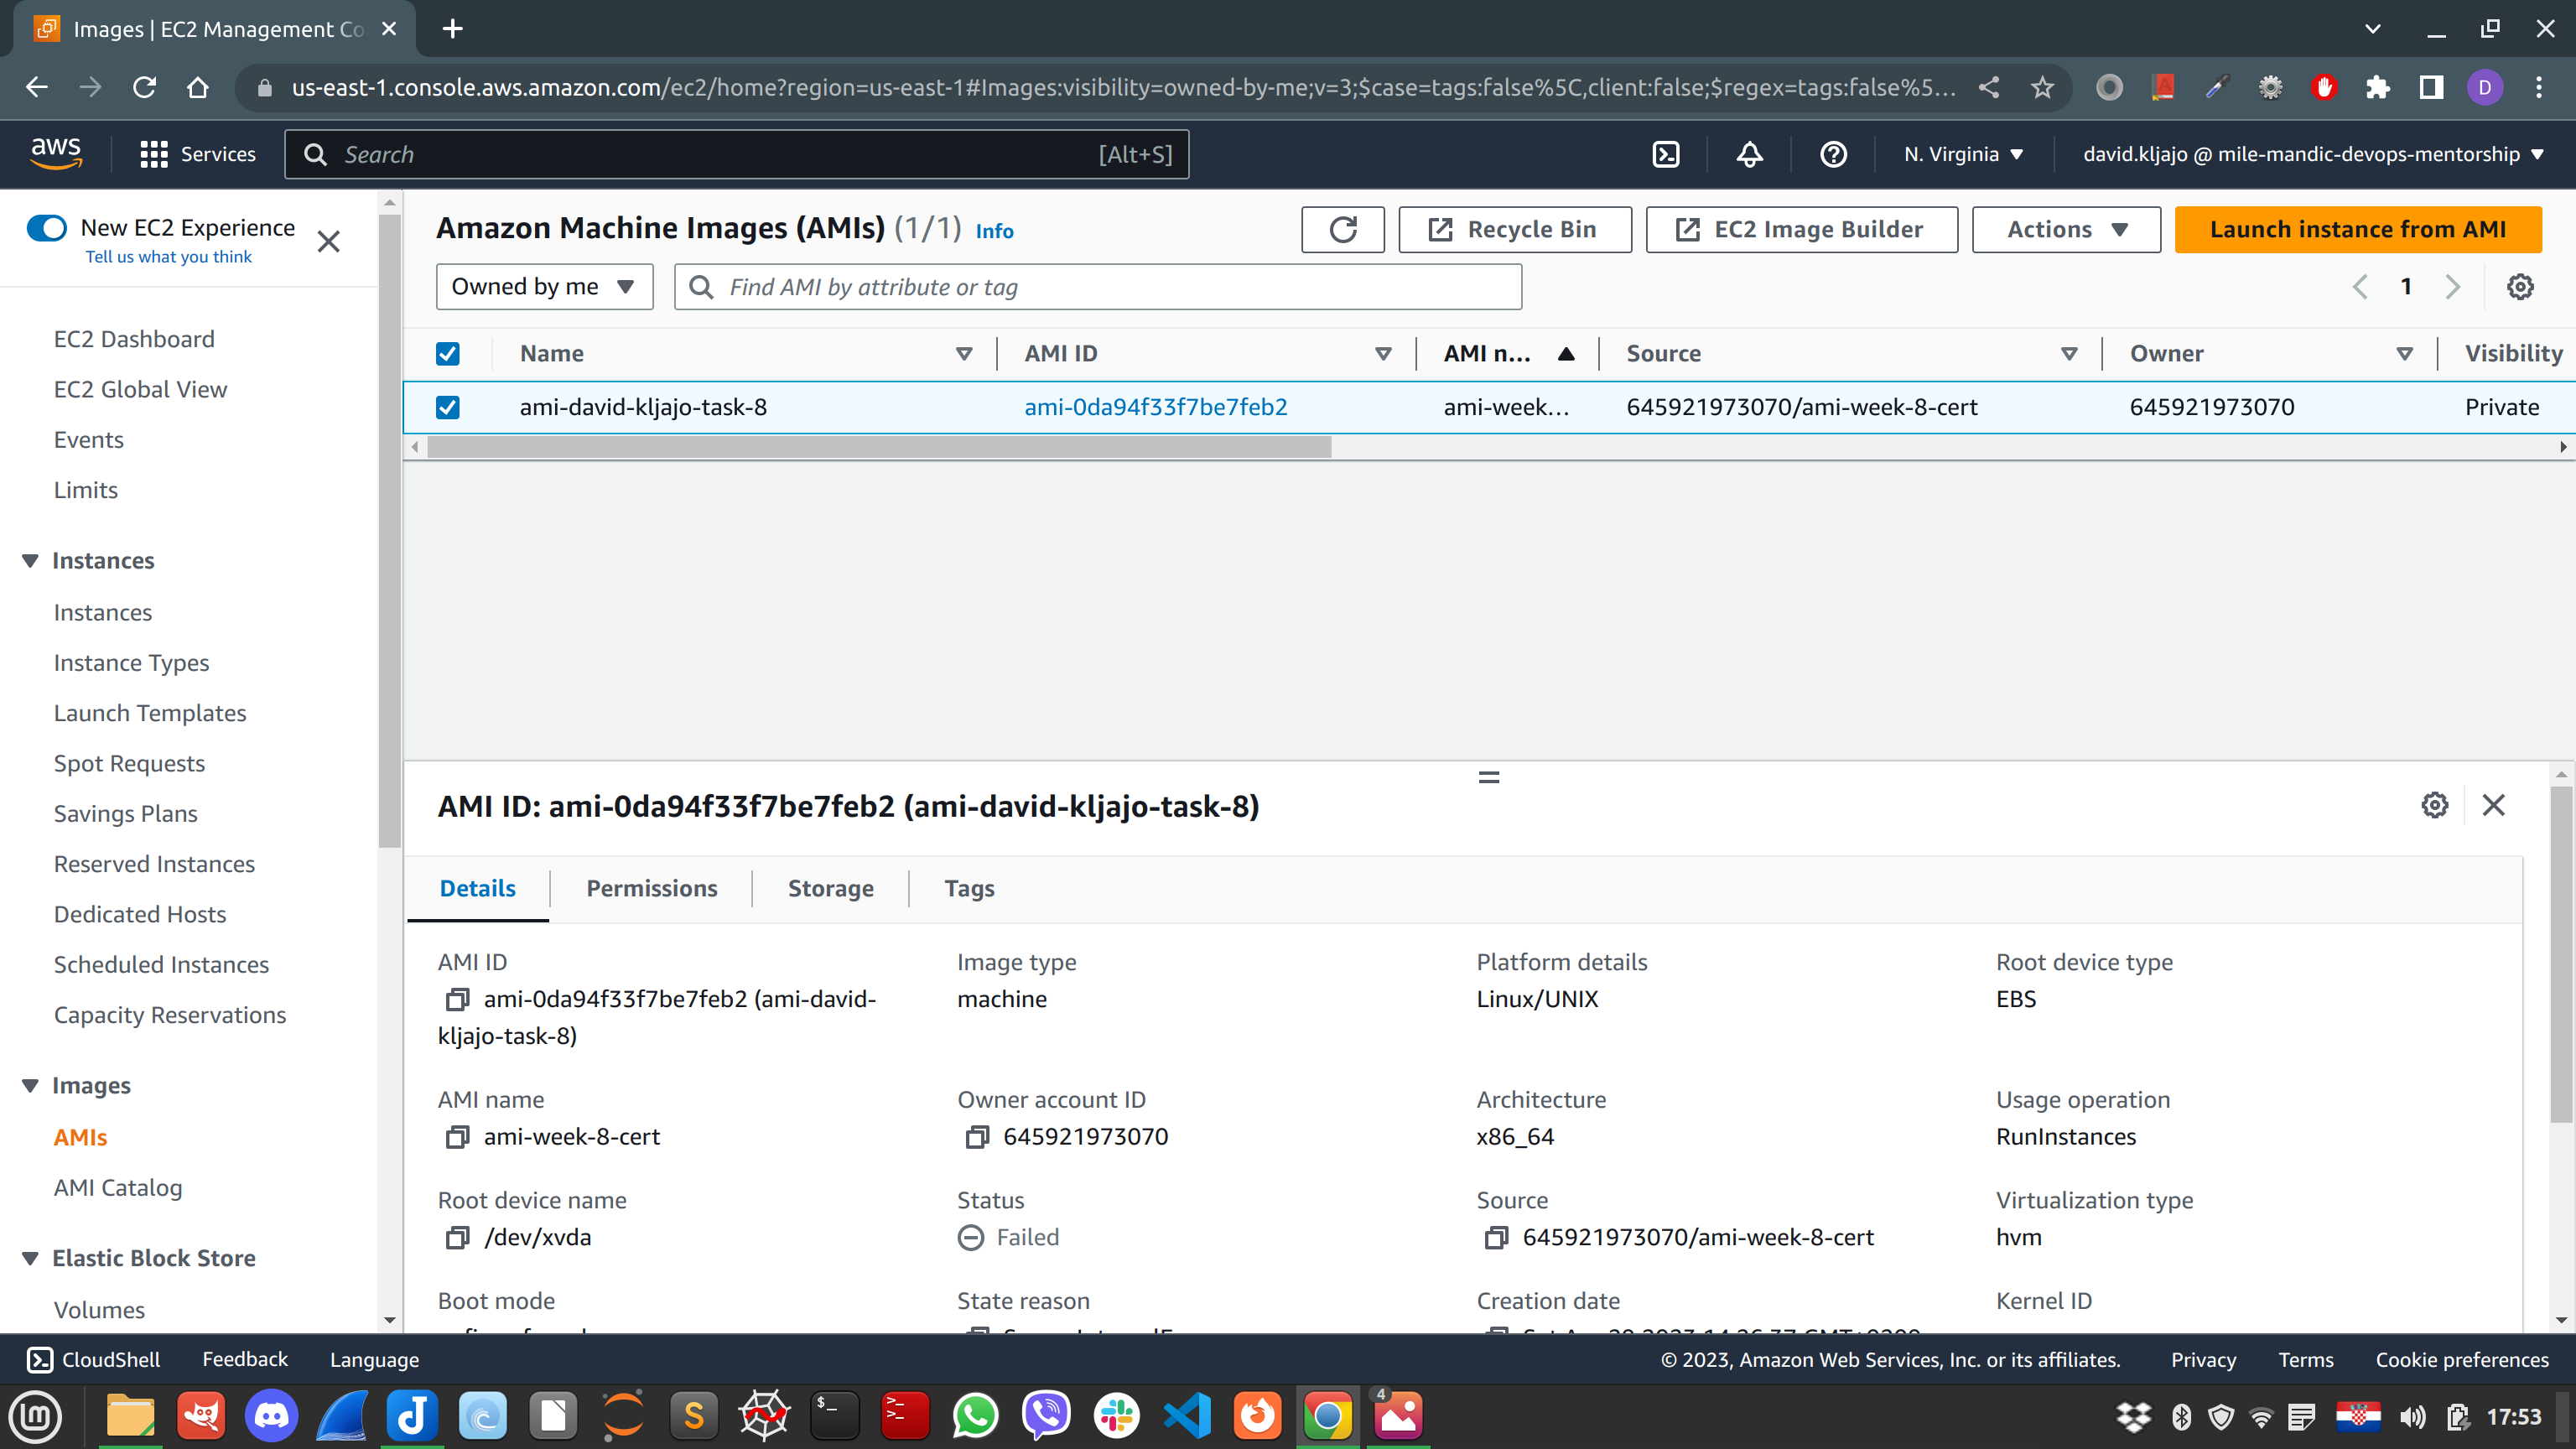 Images | EC2 Management Co
us-east-1.console.aws.amazon.com/ec2/home?region=us-east-1#Images:visibility=owned-by-me;v=3;$case=tags:false%5C,client:false;$regex=tags:false%5...
D
aws
Services
Search
[Alt+S]
N. Virginia
david.kljajo @ mile-mandic-devops-mentorship
New EC2 Experience
Tell us what you think
EC2 Dashboard
EC2 Global View
Events
Limits
Instances
Instances
Instance Types
Launch Templates
Spot Requests
Savings Plans
Reserved Instances
Dedicated Hosts
Scheduled Instances
Capacity Reservations
Images
AMIs
AMI Catalog
Elastic Block Store
Volumes
Amazon Machine Images (AMIs) (1/1) Info
Recycle Bin
EC2 Image Builder
Actions
Launch instance from AMI
Owned by me
Find AMI by attribute or tag
1
Name AMI ID AMI n... Source Owner Visibility
ami-david-kljajo-task-8 ami-0da94f33f7be7feb2 ami-week... 645921973070/ami-week-8-cert 645921973070 Private
AMI ID: ami-0da94f33f7be7feb2 (ami-david-kljajo-task-8)
Details Permissions Storage Tags
AMI ID
ami-0da94f33f7be7feb2 (ami-david-
kljajo-task-8)
Image type
machine
Platform details
Linux/UNIX
Root device type
EBS
AMI name
ami-week-8-cert
Owner account ID
645921973070
Architecture
x86_64
Usage operation
RunInstances
Root device name
/dev/xvda
Status
Failed
Source
645921973070/ami-week-8-cert
Virtualization type
hvm
Boot mode
State reason
Creation date
Kernel ID
CloudShell Feedback Language
© 2023, Amazon Web Services, Inc. or its affiliates. Privacy Terms Cookie preferences
4
17:53